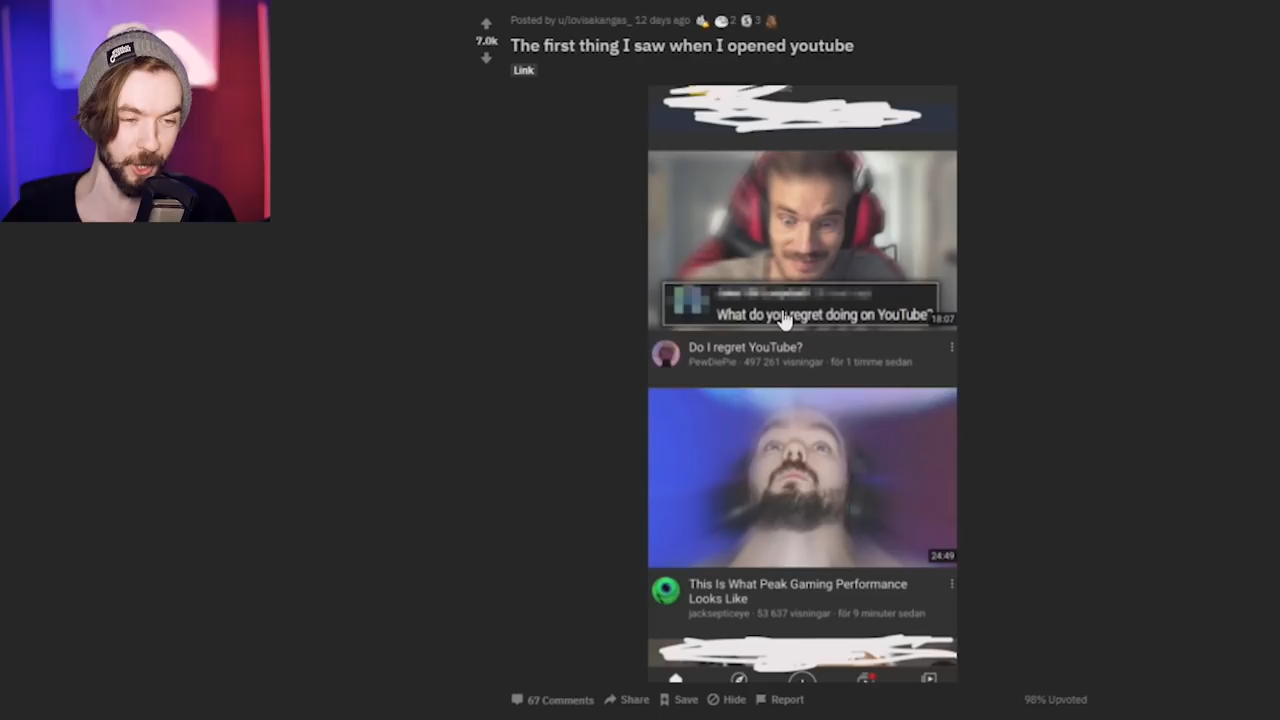 Posted by u/lovisakangas_ 12 days ago 2 3
7.0k
The first thing I saw when I opened youtube
Link
What do you regret doing on YouTube?
18:07
Do I regret YouTube?
PewDiePie · 497 261 visningar · för 1 timme sedan
24:49
This Is What Peak Gaming Performance
Looks Like
jacksepticeye · 53 637 visningar · för 9 minuter sedan
67 Comments Share Save Hide Report 98% Upvoted